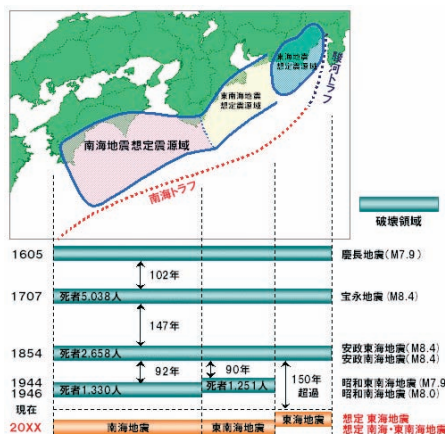 東海地震
想定震源域
東南海地震
想定震源域
駿河トラフ
南海地震想定震源域
南海トラフ
破壊領域
1605
慶長地震(M7.9)
102年
1707
死者5,038人
宝永地震(M8.4)
147年
1854
死者2,658人
安政東海地震(M8.4)
安政南海地震(M8.4)
92年
90年
150年
超過
1944
1946
死者1,330人
死者1,251人
昭和東南海地震(M7.9
昭和南海地震(M8.0)
現在
20XX
南海地震
東南海地震
東海地震
想定 東海地震
想定 南海・東南海地震